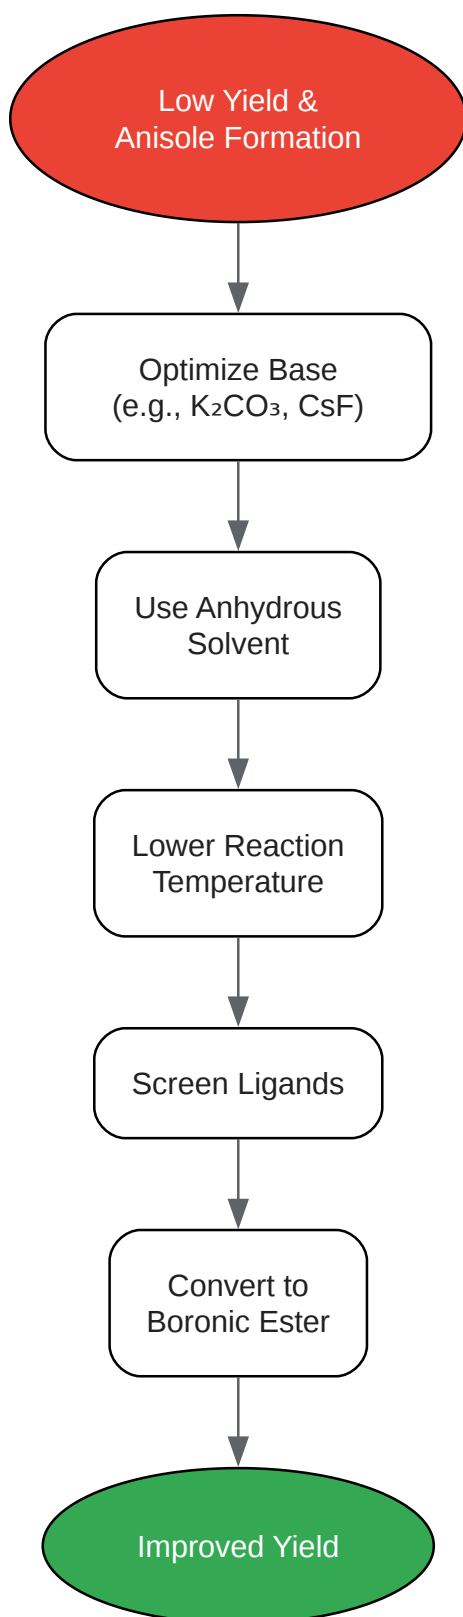 Low Yield &
Anisole Formation
Optimize Base
(e.g., K₂CO₃, CsF)
Use Anhydrous
Solvent
Lower Reaction
Temperature
Screen Ligands
Convert to
Boronic Ester
Improved Yield